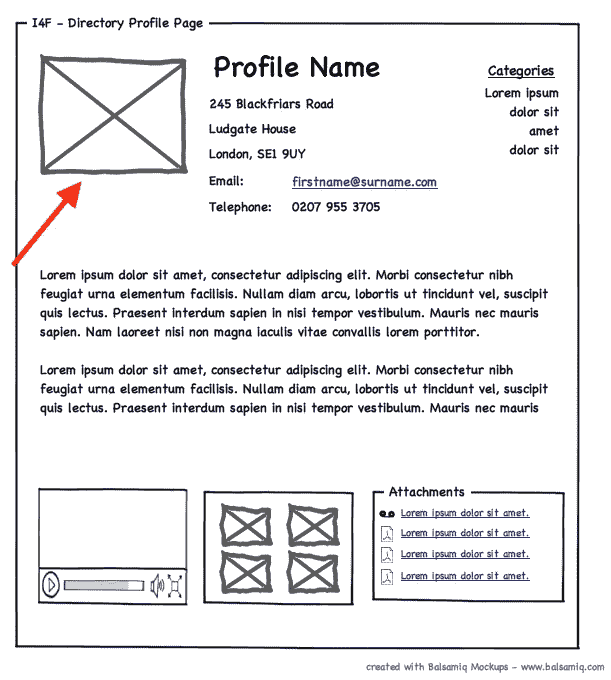 I4F - Directory Profile Page
Profile Name
245 Blackfriars Road
Ludgate House
London, SE1 9UY
Email: firstname@surname.com
Telephone: 0207 955 3705
Categories
Lorem ipsum
dolor sit
amet
dolor sit
Lorem ipsum dolor sit amet, consectetur adipiscing elit. Morbi consectetur nibh
feugiat urna elementum facilisis. Nullam diam arcu, lobortis ut tincidunt vel, suscipit
quis lectus. Praesent interdum sapien in nisi tempor vestibulum. Mauris nec mauris
sapien. Nam laoreet nisi non magna iaculis vitae convallis lorem porttitor.
Lorem ipsum dolor sit amet, consectetur adipiscing elit. Morbi consectetur nibh
feugiat urna elementum facilisis. Nullam diam arcu, lobortis ut tincidunt vel, suscipit
quis lectus. Praesent interdum sapien in nisi tempor vestibulum. Mauris nec mauris
Attachments
Lorem ipsum dolor sit amet.
Lorem ipsum dolor sit amet.
Lorem ipsum dolor sit amet.
Lorem ipsum dolor sit amet.
created with Balsamiq Mockups - www.balsamiq.com